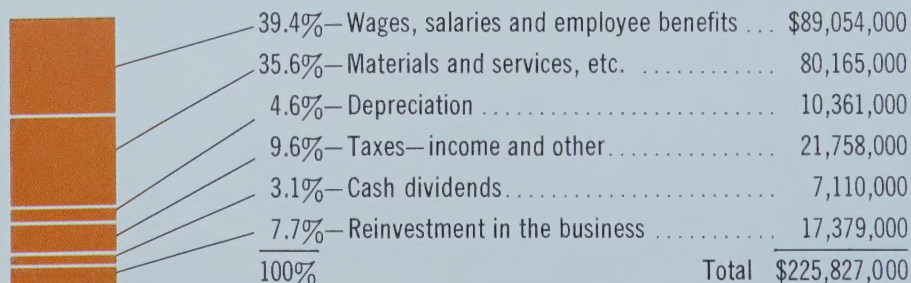 39.4%—Wages, salaries and employee benefits ... $89,054,000
35.6%—Materials and services, etc. ............ 80,165,000
4.6%—Depreciation ............................. 10,361,000
9.6%—Taxes—income and other............... 21,758,000
3.1%—Cash dividends......................... 7,110,000
7.7%—Reinvestment in the business ........... 17,379,000
100% Total $225,827,000